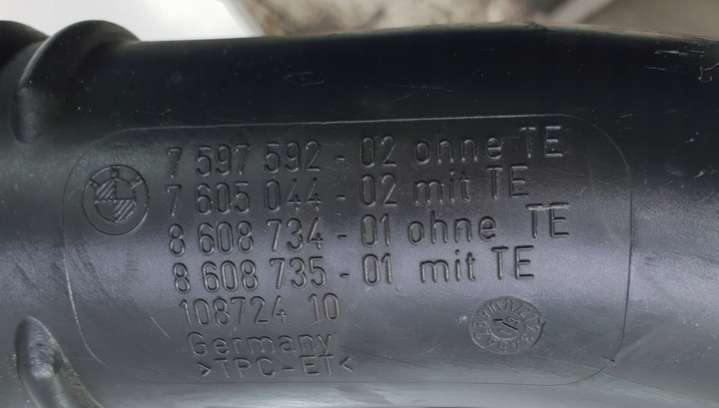 7 597 592 - 02 ohne TE
7 605 044 - 02 mit TE
8 608 734 - 01 ohne TE
8 608 735 - 01 mit TE
108724 10
Germany
>TPC-ET<